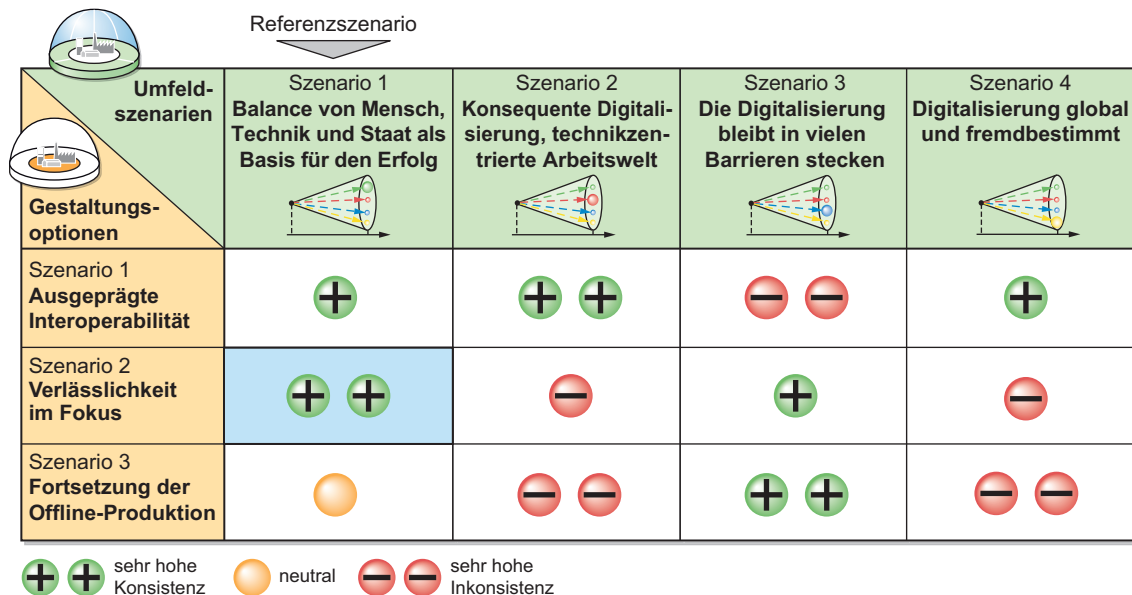 Referenzszenario
Umfeld-
szenarien
Gestaltungs-
optionen
Szenario 1
Balance von Mensch,
Technik und Staat als
Basis für den Erfolg
Szenario 2
Konsequente Digitali-
sierung, technikzen-
trierte Arbeitswelt
Szenario 3
Die Digitalisierung
bleibt in vielen
Barrieren stecken
Szenario 4
Digitalisierung global
und fremdbestimmt
Szenario 1
Ausgeprägte
Interoperabilität
Szenario 2
Verlässlichkeit
im Fokus
Szenario 3
Fortsetzung der
Offline-Produktion
sehr hohe
Konsistenz
neutral
sehr hohe
Inkonsistenz